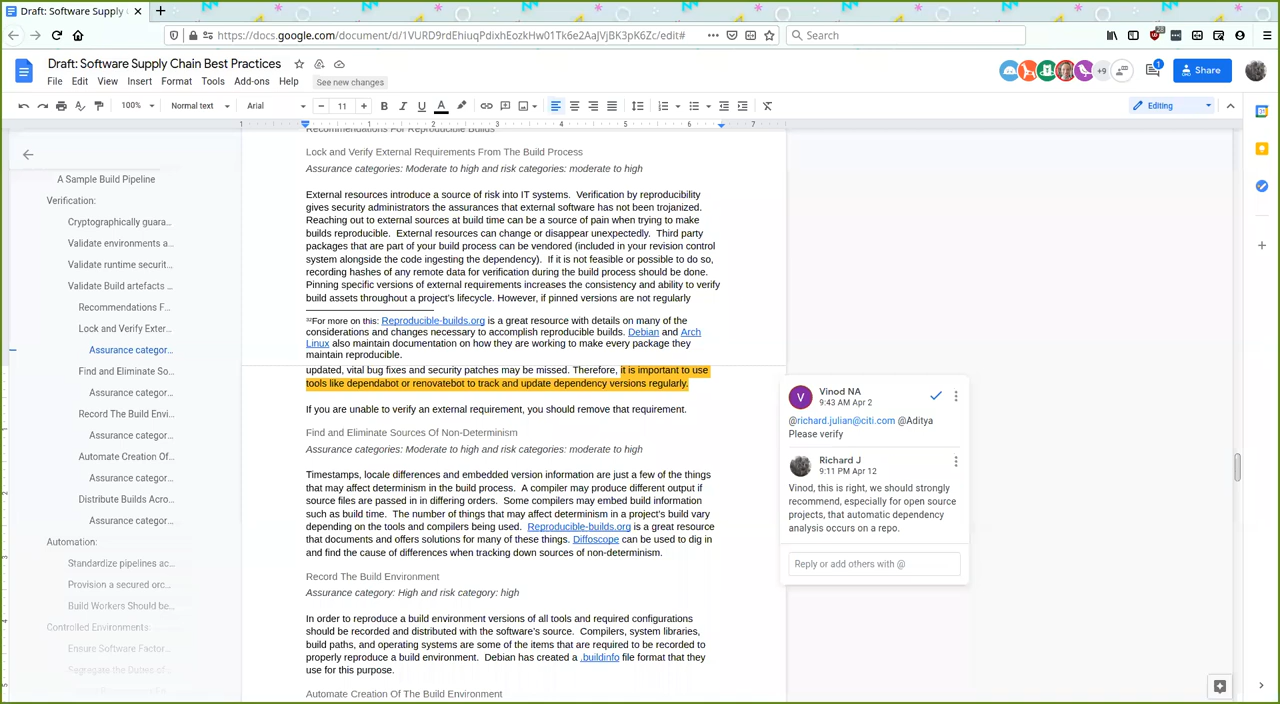 Draft: Software Supply
https://docs.google.com/document/d/1VURD9rdEhiuqPdixhEozkHw01Tk6e2AaJVjBK3pK6Zc/edit#
Search
Draft: Software Supply Chain Best Practices
File Edit View Insert Format Tools Add-ons Help See new changes
+9
1
Share
100% Normal text Arial 11 Editing
1 1 2 3 4 5 6 7
Recommendations For Reproducible Builds
Lock and Verify External Requirements From The Build Process
Assurance categories: Moderate to high and risk categories: moderate to high
External resources introduce a source of risk into IT systems. Verification by reproducibility
gives security administrators the assurances that external software has not been trojanized.
Reaching out to external sources at build time can be a source of pain when trying to make
builds reproducible. External resources can change or disappear unexpectedly. Third party
packages that are part of your build process can be vendored (included in your revision control
system alongside the code ingesting the dependency). If it is not feasible or possible to do so,
recording hashes of any remote data for verification during the build process should be done.
Pinning specific versions of external requirements increases the consistency and ability to verify
build assets throughout a project's lifecycle. However, if pinned versions are not regularly
For more on this: Reproducible-builds.org is a great resource with details on many of the
considerations and changes necessary to accomplish reproducible builds. Debian and Arch
Linux also maintain documentation on how they are working to make every package they
maintain reproducible.
updated, vital bug fixes and security patches may be missed. Therefore, it is important to use
tools like dependabot or renovatebot to track and update dependency versions regularly.
If you are unable to verify an external requirement, you should remove that requirement.
Find and Eliminate Sources Of Non-Determinism
Assurance categories: Moderate to high and risk categories: moderate to high
Timestamps, locale differences and embedded version information are just a few of the things
that may affect determinism in the build process. A compiler may produce different output if
source files are passed in in differing orders. Some compilers may embed build information
such as build time. The number of things that may affect determinism in a project's build vary
depending on the tools and compilers being used. Reproducible-builds.org is a great resource
that documents and offers solutions for many of these things. Diffoscope can be used to dig in
and find the cause of differences when tracking down sources of non-determinism.
Record The Build Environment
Assurance category: High and risk category: high
In order to reproduce a build environment versions of all tools and required configurations
should be recorded and distributed with the software's source. Compilers, system libraries,
build paths, and operating systems are some of the items that are required to be recorded to
properly reproduce a build environment. Debian has created a .buildinfo file format that they
use for this purpose.
Automate Creation Of The Build Environment
A Sample Build Pipeline
Verification:
Cryptographically guara...
Validate environments a...
Validate runtime securit...
Validate Build artefacts ...
Recommendations F...
Lock and Verify Exter...
Assurance categor...
Find and Eliminate So...
Assurance categor...
Record The Build Envi...
Assurance categor...
Automate Creation Of...
Assurance categor...
Distribute Builds Acro...
Assurance categor...
Automation:
Standardize pipelines ac...
Provision a secured orc...
Build Workers Should be...
Controlled Environments:
Ensure Software Factor...
Segregate the Duties of ...
V
Vinod NA
9:43 AM Apr 2
@richard.julian@citi.com @Aditya
Please verify
Richard J
9:11 PM Apr 12
Vinod, this is right, we should strongly
recommend, especially for open source
projects, that automatic dependency
analysis occurs on a repo.
Reply or add others with @